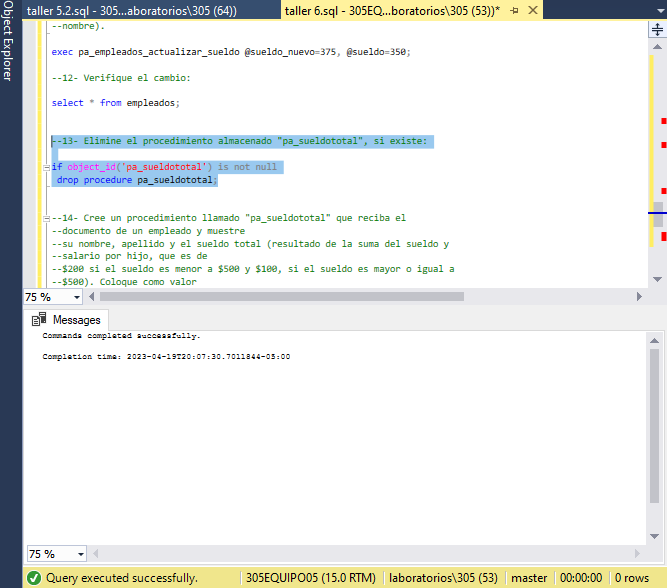 Object Explorer
taller 5.2.sql - 305...aboratorios\305 (64))
taller 6.sql - 305EQ...boratorios\305 (53))*
--nombre).
exec pa_empleados_actualizar_sueldo @sueldo_nuevo=375, @sueldo=350;
--12- Verifique el cambio:
select * from empleados;
--13- Elimine el procedimiento almacenado "pa_sueldototal", si existe:
if object_id('pa_sueldototal') is not null
drop procedure pa_sueldototal;
--14- Cree un procedimiento llamado "pa_sueldototal" que reciba el
--documento de un empleado y muestre
--su nombre, apellido y el sueldo total (resultado de la suma del sueldo y
--salario por hijo, que es de
--$200 si el sueldo es menor a $500 y $100, si el sueldo es mayor o igual a
--$500). Coloque como valor
75 %
Messages
Commands completed successfully.
Completion time: 2023-04-19T20:07:30.7011844-05:00
75 %
Query executed successfully.
305EQUIPO05 (15.0 RTM)
laboratorios\305 (53)
master
00:00:00
0 rows